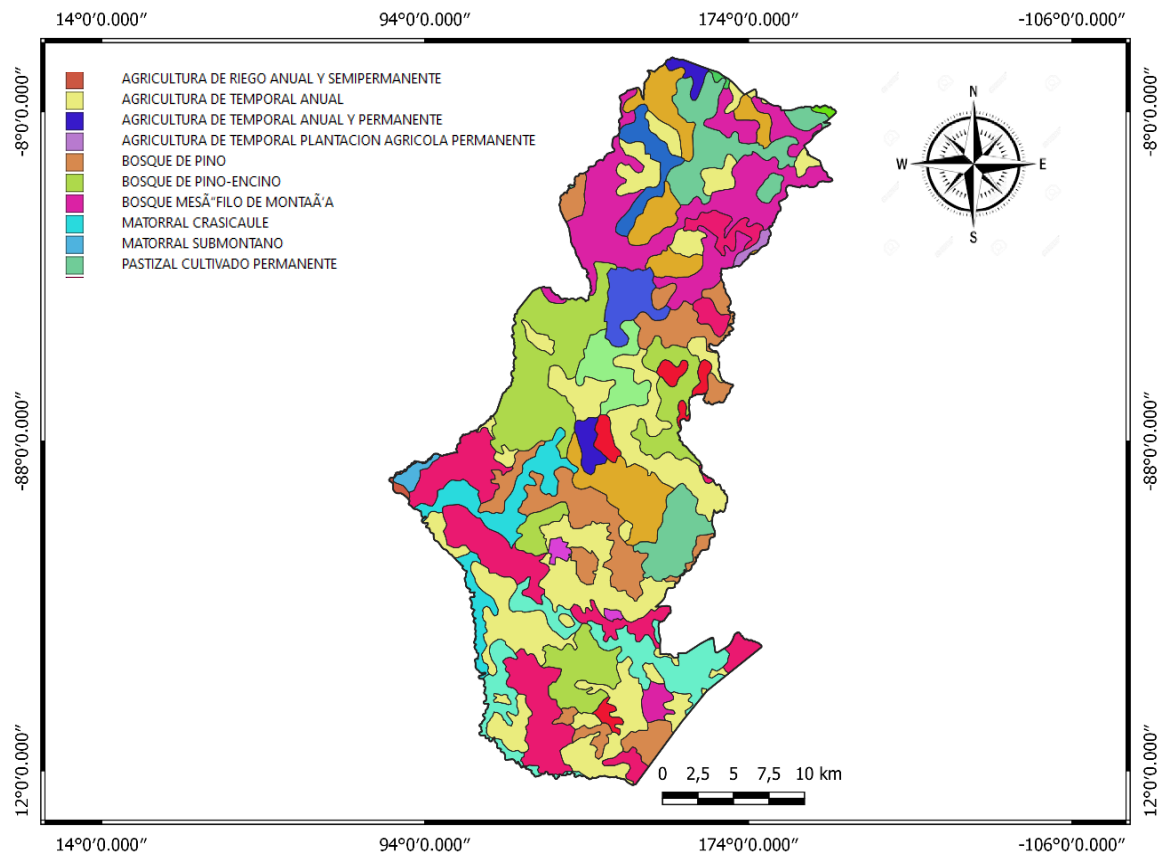 14°0′0.000″ 94°0′0.000″ 174°0′0.000″ -106°0′0.000″
-8°0′0.000″ -8°0′0.000″
AGRICULTURA DE RIEGO ANUAL Y SEMIPERMANENTE
AGRICULTURA DE TEMPORAL ANUAL
AGRICULTURA DE TEMPORAL ANUAL Y PERMANENTE
AGRICULTURA DE TEMPORAL PLANTACION AGRICOLA PERMANENTE
BOSQUE DE PINO
BOSQUE DE PINO-ENCINO
BOSQUE MESÃ“FILO DE MONTAÃ‘A
MATORRAL CRASICAULE
MATORRAL SUBMONTANO
PASTIZAL CULTIVADO PERMANENTE
N
W E
S
-88°0′0.000″ -88°0′0.000″
12°0′0.000″ 12°0′0.000″
0 2,5 5 7,5 10 km
14°0′0.000″ 94°0′0.000″ 174°0′0.000″ -106°0′0.000″